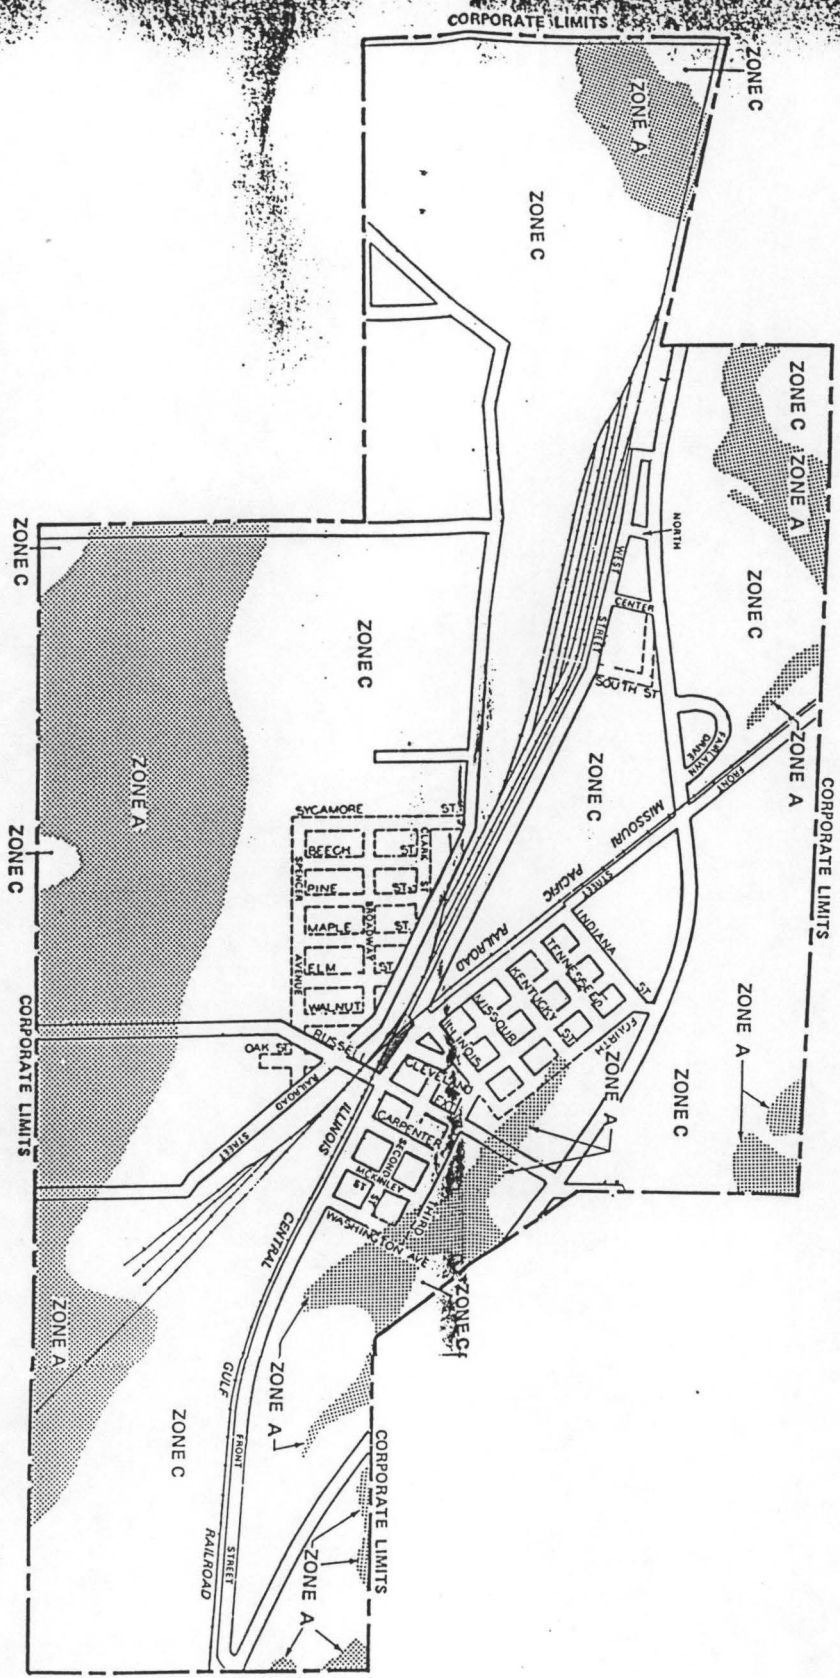 CORPORATE LIMITS
ZONE C
ZONE A
ZONE C
ZONE C
ZONE A
NORTH
WEST
STREET
CENTER
SOUTH ST
ZONE C
ZONE C
ZONE C
ZONE A
FAIRLAWN
DRIVE
FRONT
STREET
ZONE C
MISSOURI
PACIFIC
RAILROAD
CORPORATE LIMITS
ZONE A
ZONE C
SYCAMORE ST.
CLARK ST
BEECH ST.
SPENCER
AVENUE
PINE ST.
BROADWAY
MAPLE ST.
ELM ST.
WALNUT
ZONE C
INDIANA ST
TENNESSEE
KENTUCKY ST
MISSOURI
ILLINOIS
FOURTH
ZONE A
ZONE A
ZONE C
CORPORATE LIMITS
RUSSELL
OAK ST.
RAILROAD
STREET
CLEVELAND
EXT
CARPENTER
SECOND
ST
MCKINLEY
ST
THIRD
WASHINGTON AVE
ILLINOIS
CENTRAL
GULF
RAILROAD
ZONE C
ZONE A
ZONE A
ZONE C
FRONT
STREET
CORPORATE LIMITS
ZONE A